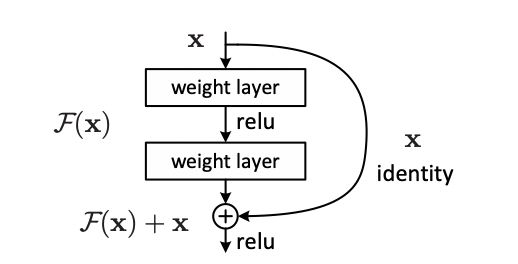 x
weight layer
relu
F(x)
weight layer
x
identity
F(x) + x
relu